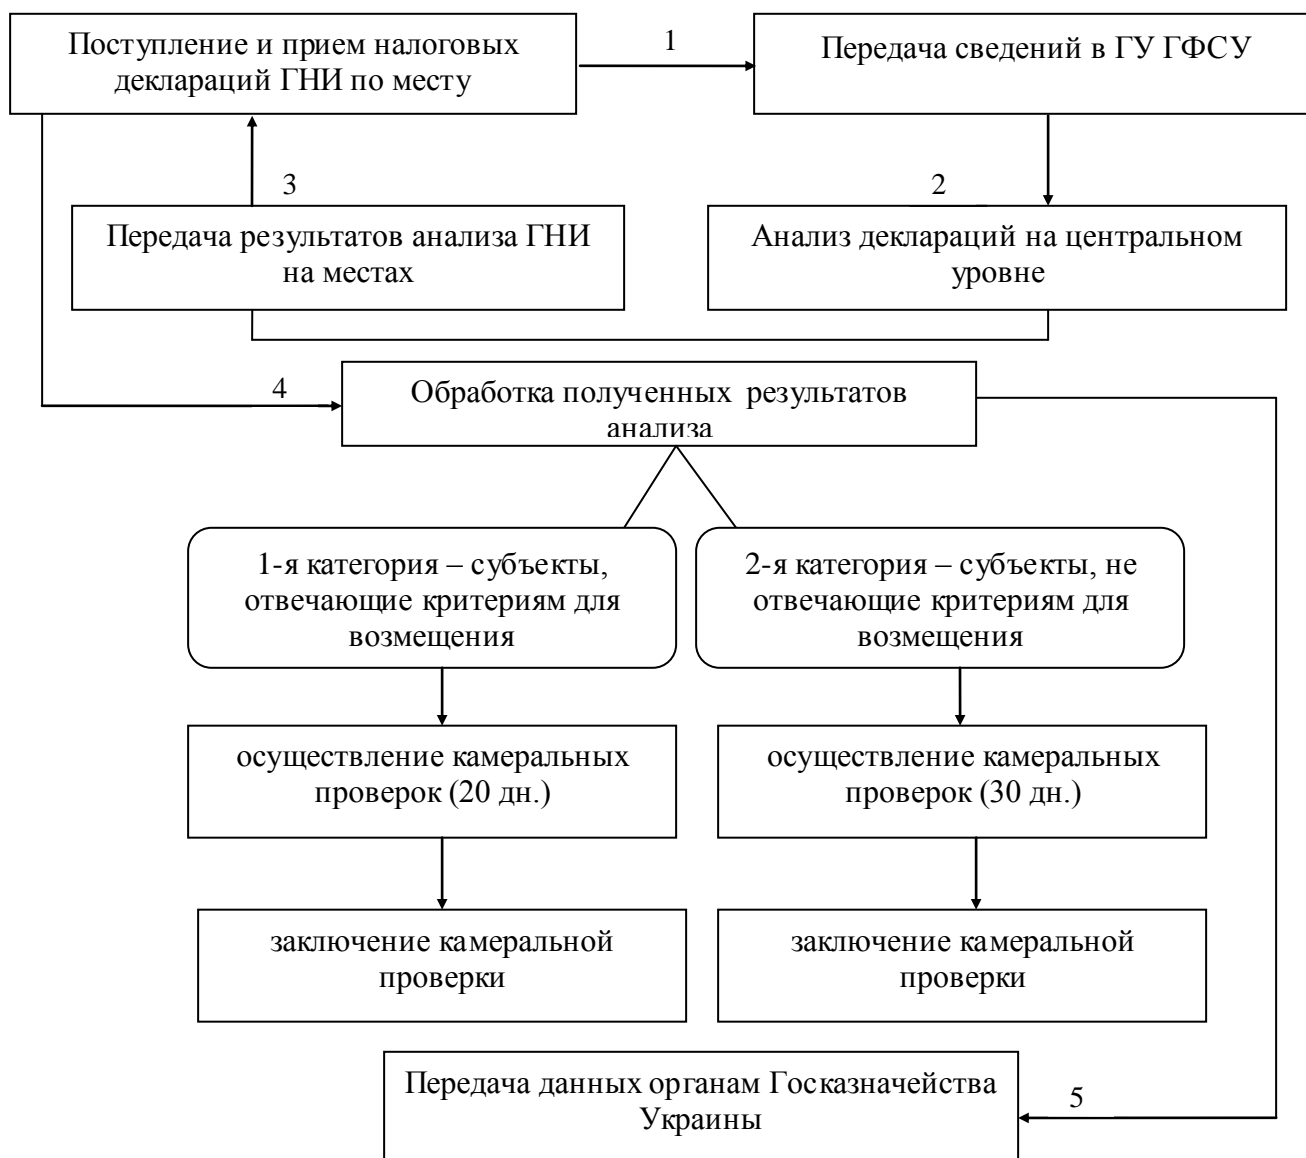 Поступление и прием налоговых
деклараций ГНИ по месту
1
Передача сведений в ГУ ГФСУ
3
2
Передача результатов анализа ГНИ
на местах
Анализ деклараций на центральном
уровне
4
Обработка полученных результатов
анализа
1-я категория – субъекты,
отвечающие критериям для
возмещения
2-я категория – субъекты, не
отвечающие критериям для
возмещения
осуществление камеральных
проверок (20 дн.)
осуществление камеральных
проверок (30 дн.)
заключение камеральной
проверки
заключение камеральной
проверки
Передача данных органам Госказначейства
Украины
5